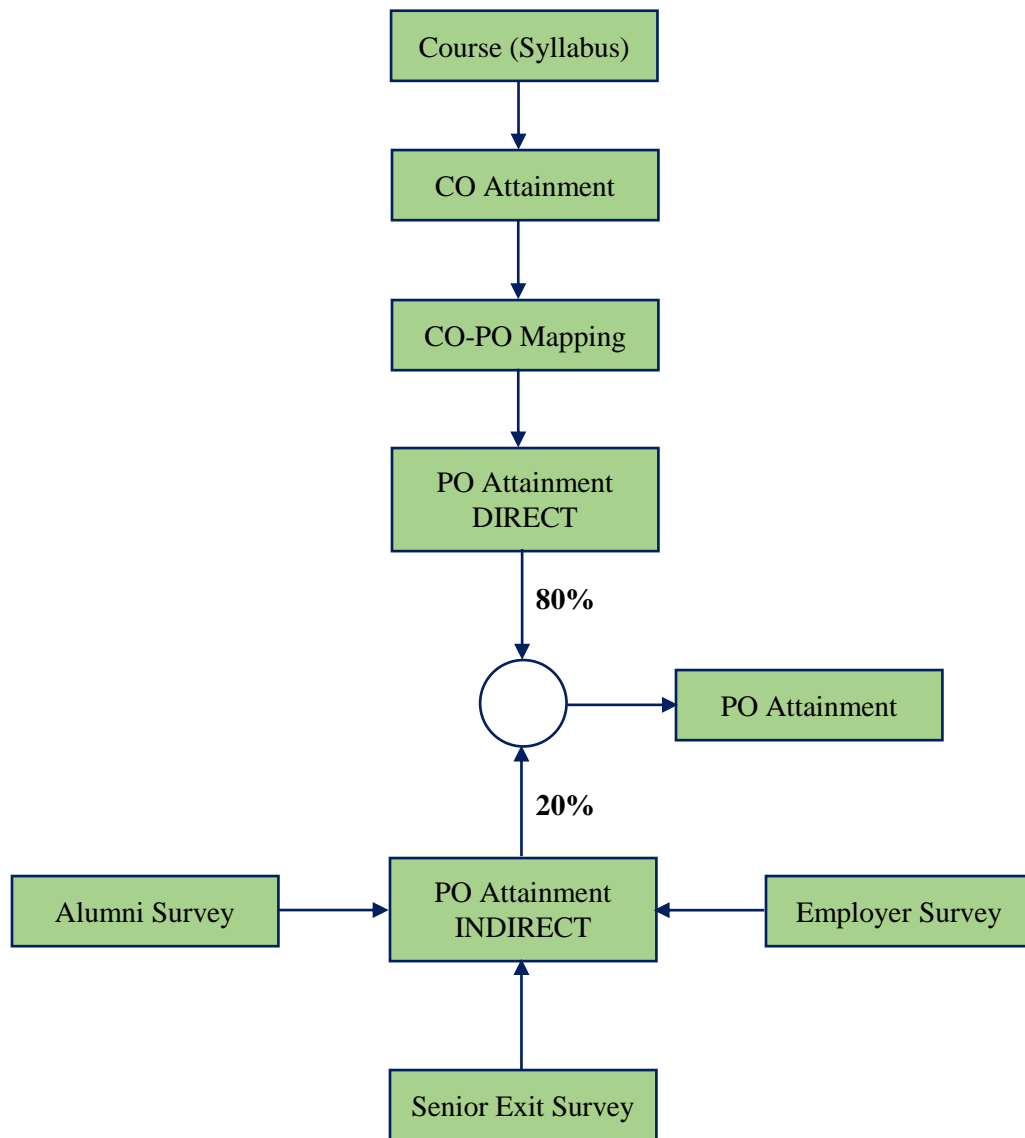 Course (Syllabus)
CO Attainment
CO-PO Mapping
PO Attainment
DIRECT
80%
PO Attainment
20%
Alumni Survey
PO Attainment
INDIRECT
Employer Survey
Senior Exit Survey